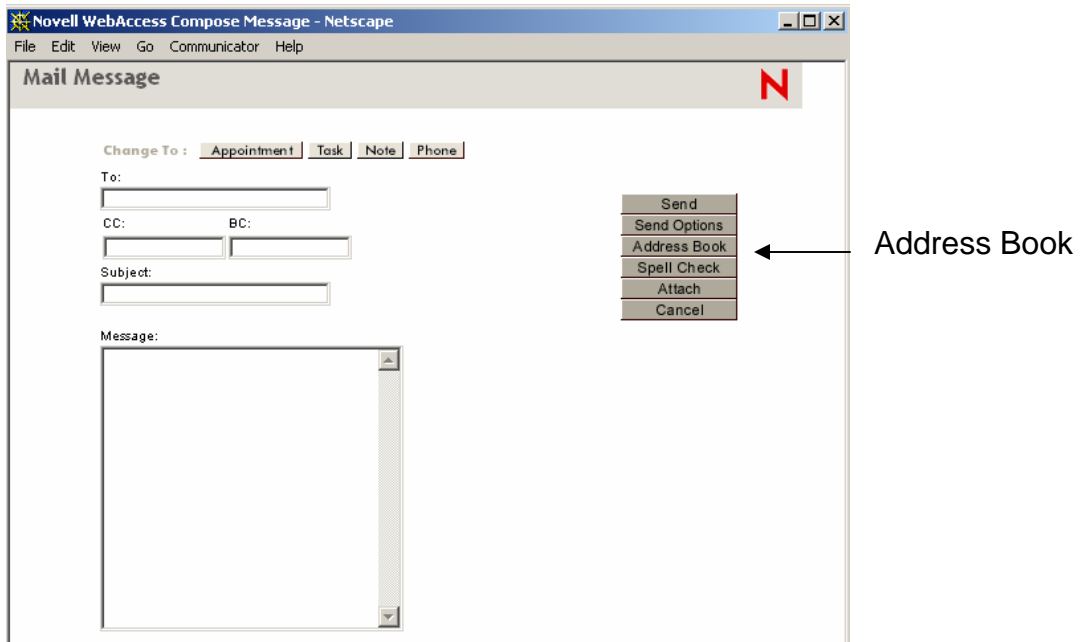 Novell WebAccess Compose Message - Netscape
File Edit View Go Communicator Help
Mail Message
N
Change To : Appointment Task Note Phone
To:
CC: BC:
Subject:
Message:
Send
Send Options
Address Book
Spell Check
Attach
Cancel
Address Book